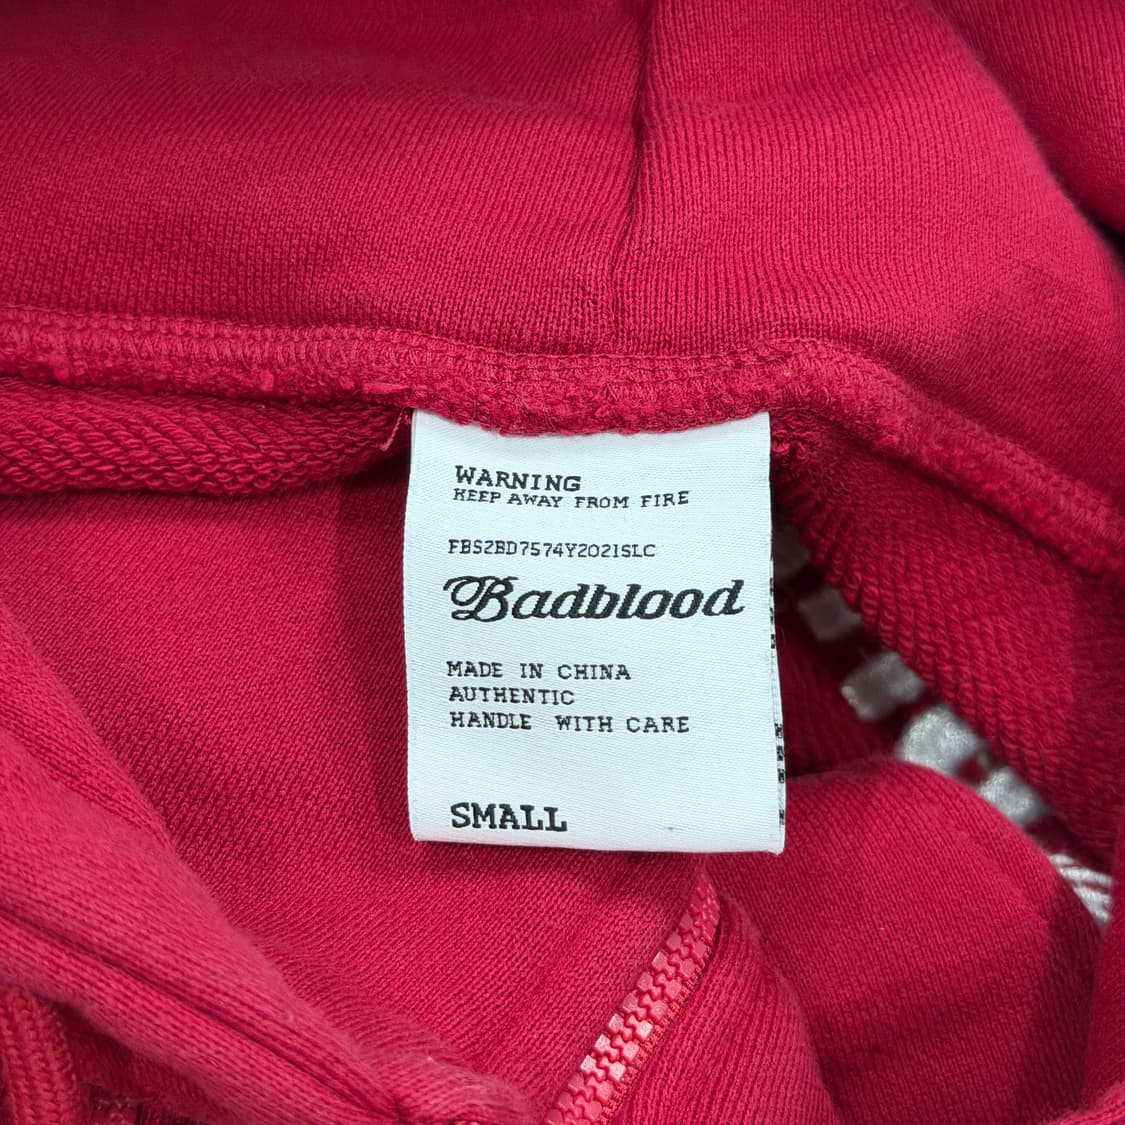 WARNING
KEEP AWAY FROM FIRE
FBS2BD7574Y2021SLC
Badblood
MADE IN CHINA
AUTHENTIC
HANDLE WITH CARE
SMALL